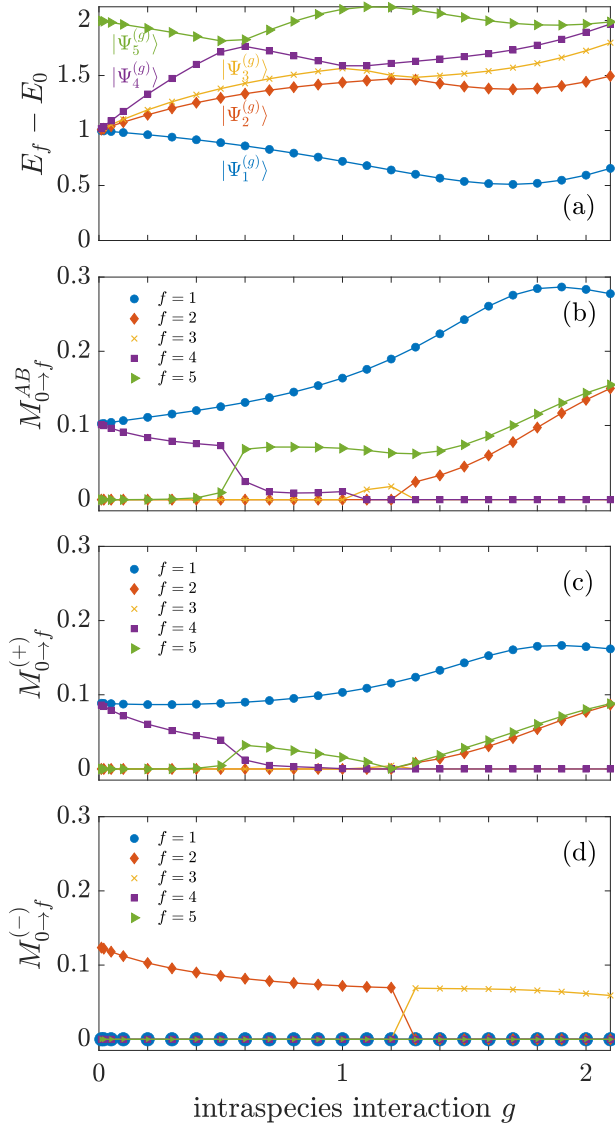 2
1.5
1
0.5
0
E_f − E_0
|Ψ_5^{(g)}⟩
|Ψ_4^{(g)}⟩
|Ψ_3^{(g)}⟩
|Ψ_2^{(g)}⟩
|Ψ_1^{(g)}⟩
(a)
0.3
0.2
0.1
0
M_{0→f}^{AB}
f = 1
f = 2
f = 3
f = 4
f = 5
(b)
0.3
0.2
0.1
0
M_{0→f}^{(+)}
f = 1
f = 2
f = 3
f = 4
f = 5
(c)
0.3
0.2
0.1
0
M_{0→f}^{(−)}
f = 1
f = 2
f = 3
f = 4
f = 5
(d)
0 1 2
intraspecies interaction g